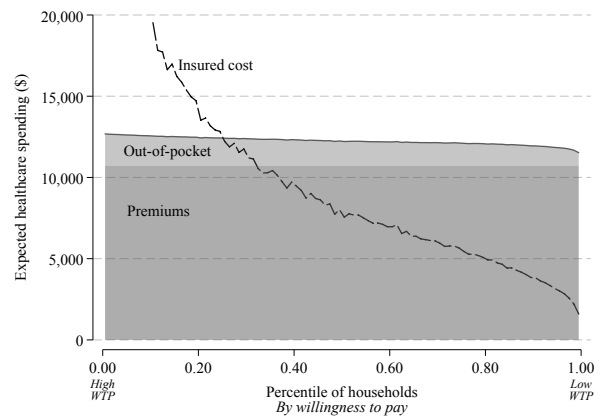 Expected healthcare spending ($)
20,000
15,000
10,000
5,000
0
Insured cost
Out-of-pocket
Premiums
0.00 0.20 0.40 0.60 0.80 1.00
High
WTP
Low
WTP
Percentile of households
By willingness to pay